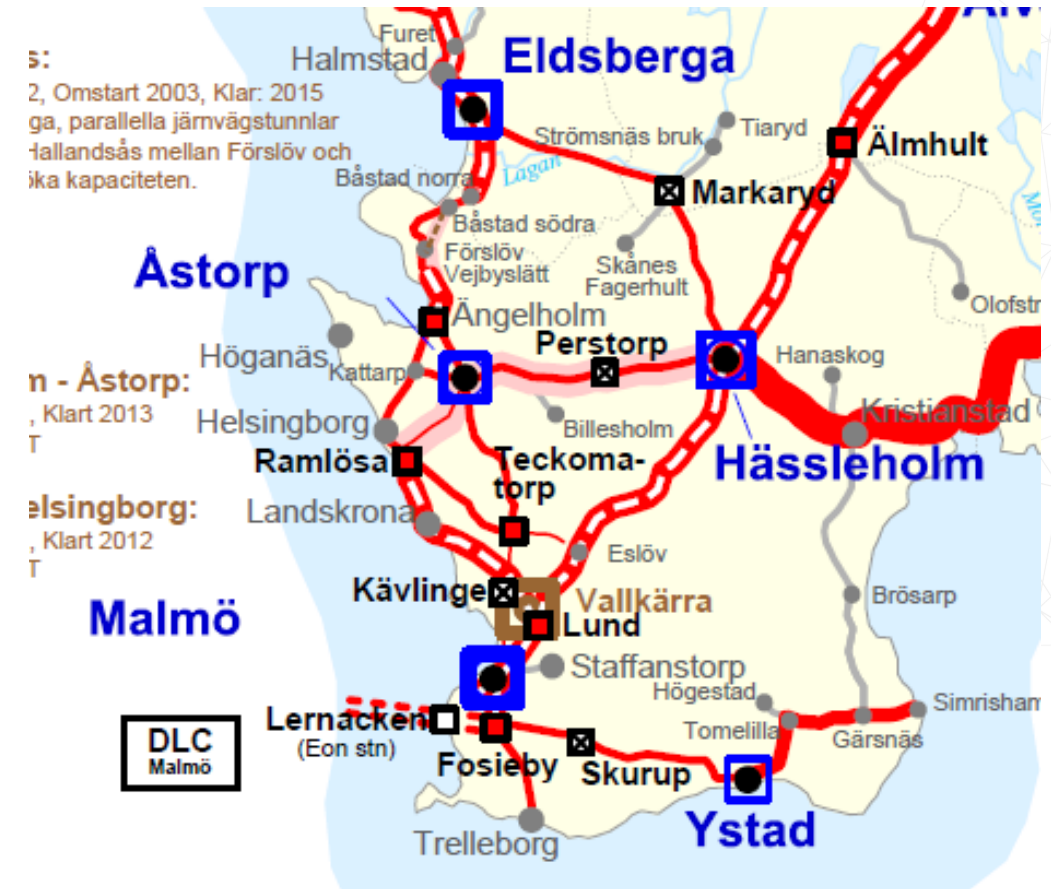 Furet
Halmstad
Eldsberga
s:
2, Omstart 2003, Klar: 2015
ga, parallella järnvägstunnlar
Hallandsås mellan Förslöv och
öka kapaciteten.
Strömsnäs bruk
Tiaryd
Älmhult
Lagan
Båstad norra
Markaryd
Båstad södra
Förslöv
Vejbyslätt
Skånes
Fagerhult
Åstorp
Olofstr
Ängelholm
Perstorp
Höganäs
Kattarp
Hanaskog
m - Åstorp:
, Klart 2013
T
Kristianstad
Helsingborg
Billesholm
Ramlösa
Teckoma-
torp
Hässleholm
elsingborg:
, Klart 2012
T
Landskrona
Eslöv
Kävlinge
Vallkärra
Brösarp
Malmö
Lund
Staffanstorp
Högestad
Simrisham
Lernacken
(Eon stn)
Tomelilla
Gärsnäs
DLC
Malmö
Fosieby
Skurup
Ystad
Trelleborg